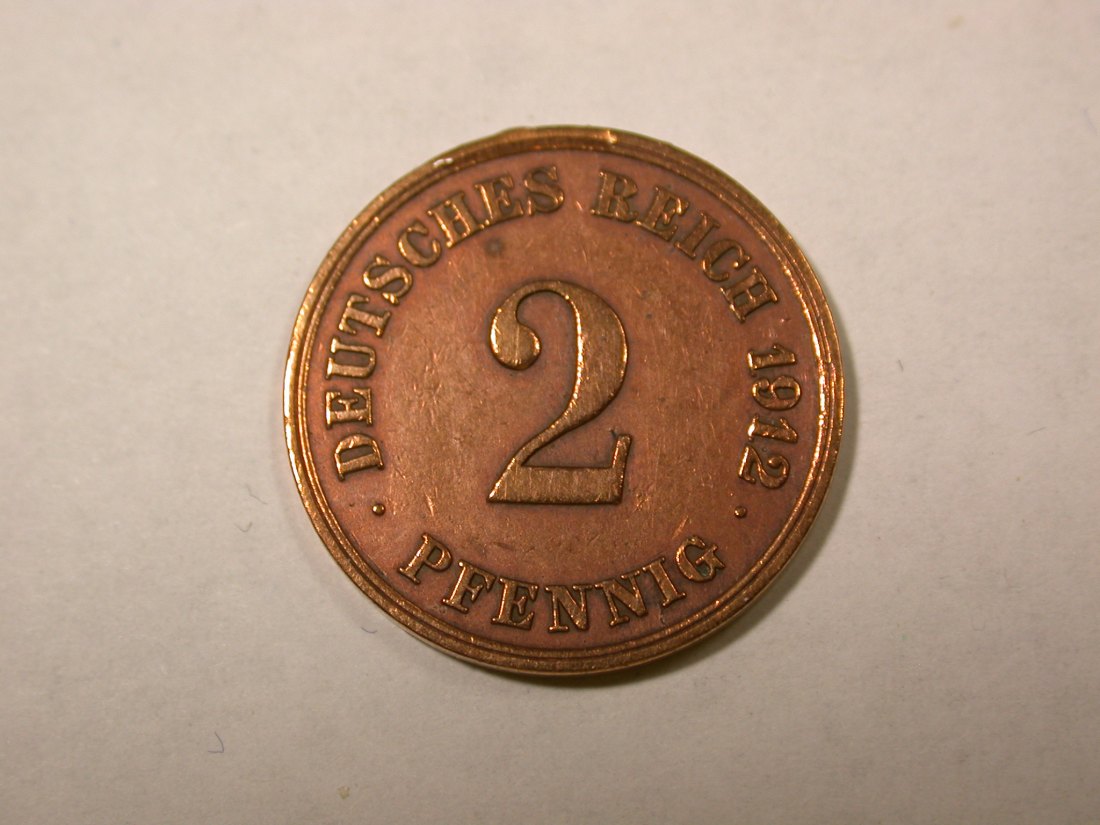 · DEUTSCHES REICH 1912 ·
2
PFENNIG